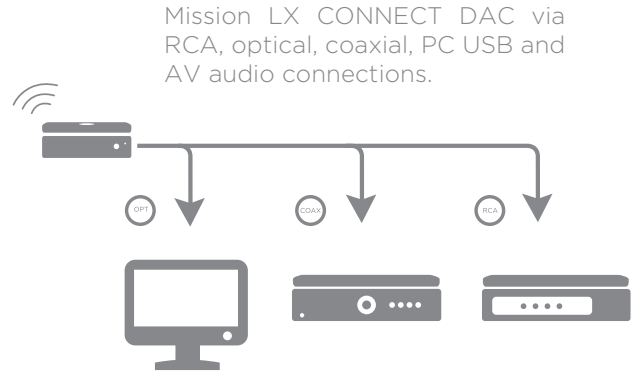 Mission LX CONNECT DAC via
RCA, optical, coaxial, PC USB and
AV audio connections.
OPT
COAX
RCA